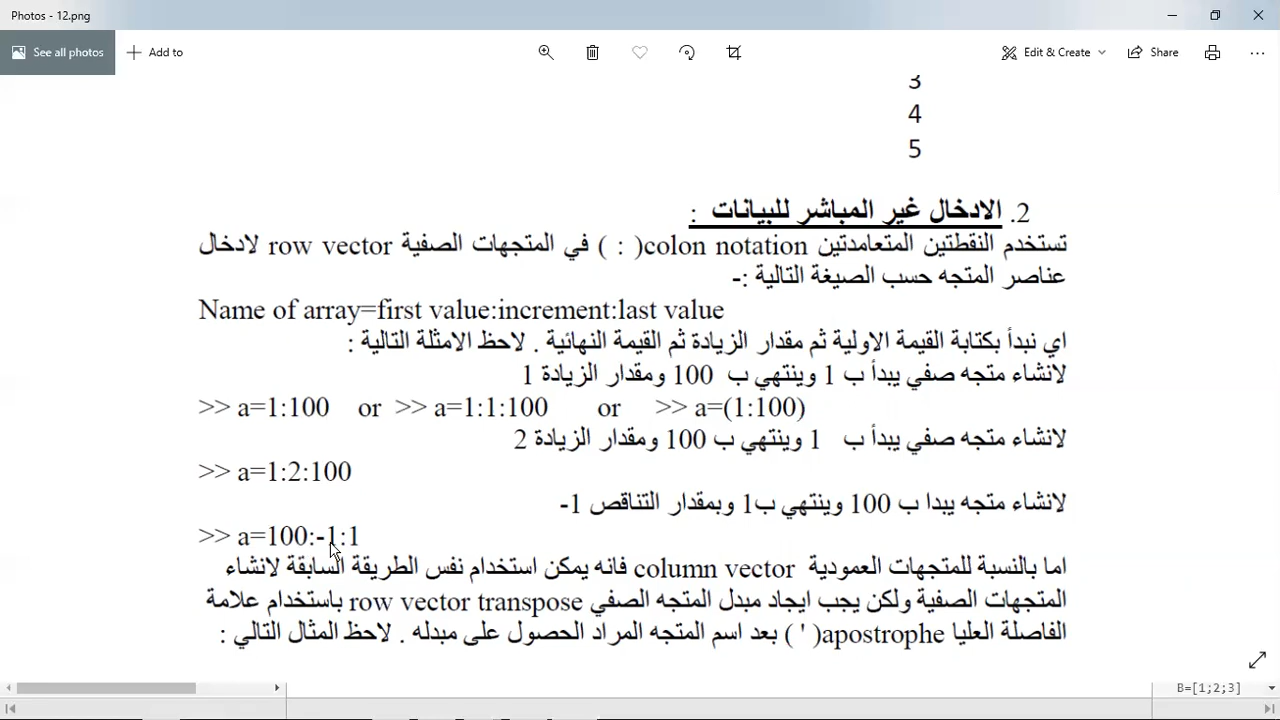 Photos - 12.png
See all photos
Add to
Edit & Create
Share
3
4
5
2. الادخال غير المباشر للبيانات :
تستخدم النقطتين المتعامدتين colon notation( : ) في المتجهات الصفية row vector لادخال
عناصر المتجه حسب الصيغة التالية :-
Name of array=first value:increment:last value
اي نبدأ بكتابة القيمة الاولية ثم مقدار الزيادة ثم القيمة النهائية . لاحظ الامثلة التالية :
لانشاء متجه صفي يبدأ ب 1 وينتهي ب 100 ومقدار الزيادة 1
>> a=1:100 or >> a=1:1:100 or >> a=(1:100)
لانشاء متجه صفي يبدأ ب 1 وينتهي ب 100 ومقدار الزيادة 2
>> a=1:2:100
لانشاء متجه يبدا ب 100 وينتهي ب1 وبمقدار التناقص 1-
>> a=100:-1:1
اما بالنسبة للمتجهات العمودية column vector فانه يمكن استخدام نفس الطريقة السابقة لانشاء
المتجهات الصفية ولكن يجب ايجاد مبدل المتجه الصفي row vector transpose باستخدام علامة
الفاصلة العليا apostrophe( ' ) بعد اسم المتجه المراد الحصول على مبدله . لاحظ المثال التالي :
B=[1;2;3]